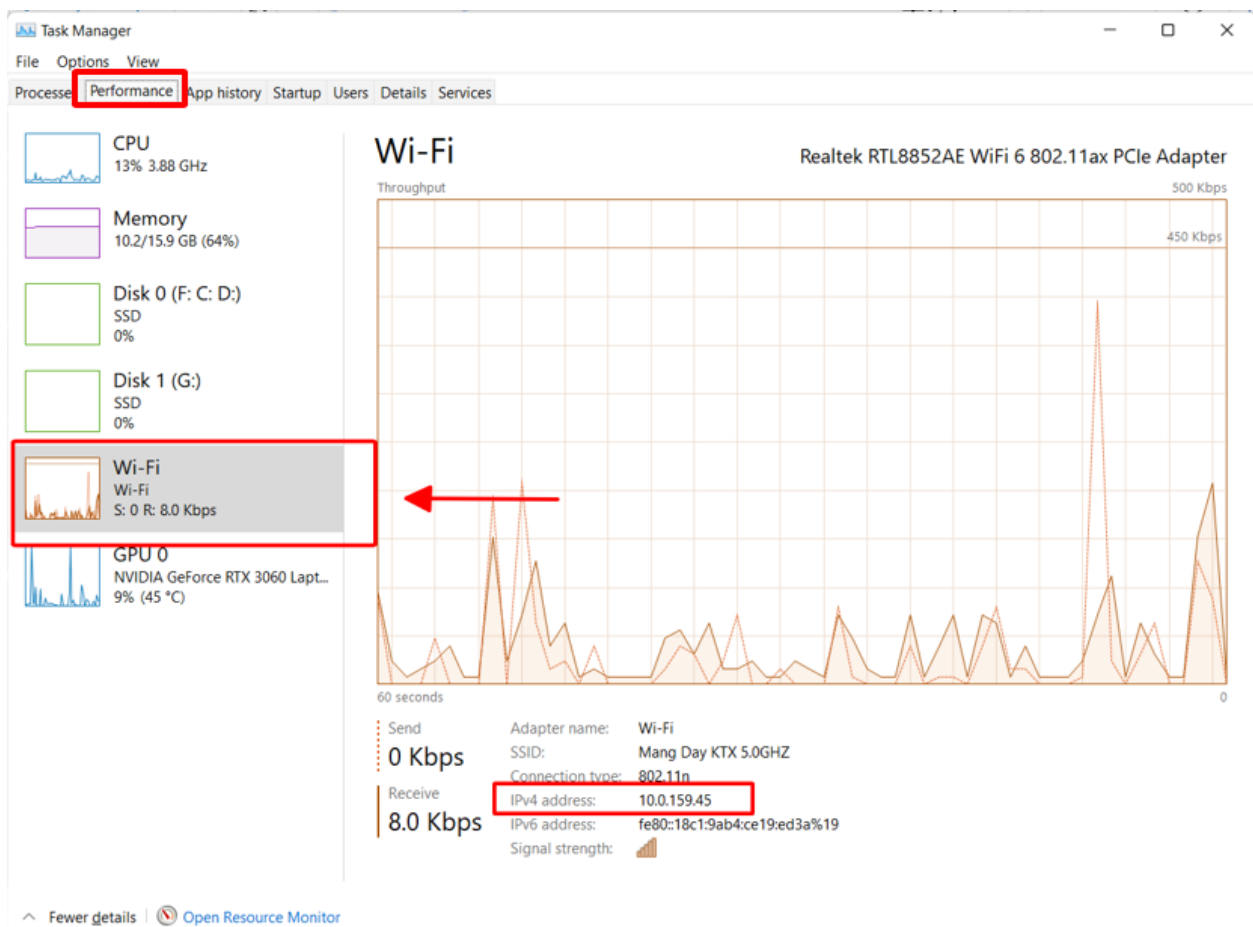 Task Manager
File Options View
Processe Performance App history Startup Users Details Services
CPU
13% 3.88 GHz
Memory
10.2/15.9 GB (64%)
Disk 0 (F: C: D:)
SSD
0%
Disk 1 (G:)
SSD
0%
Wi-Fi
Wi-Fi
S: 0 R: 8.0 Kbps
GPU 0
NVIDIA GeForce RTX 3060 Lapt...
9% (45 °C)
Wi-Fi
Realtek RTL8852AE WiFi 6 802.11ax PCIe Adapter
Throughput
500 Kbps
450 Kbps
60 seconds
0
Send
0 Kbps
Receive
8.0 Kbps
Adapter name: Wi-Fi
SSID: Mang Day KTX 5.0GHZ
Connection type: 802.11n
IPv4 address: 10.0.159.45
IPv6 address: fe80::18c1:9ab4:ce19:ed3a%19
Signal strength:
Fewer details
Open Resource Monitor